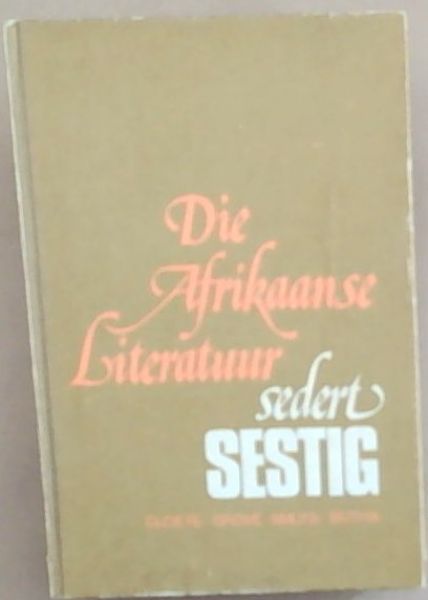 Die
Afrikaanse
Literatuur
sedert
SESTIG